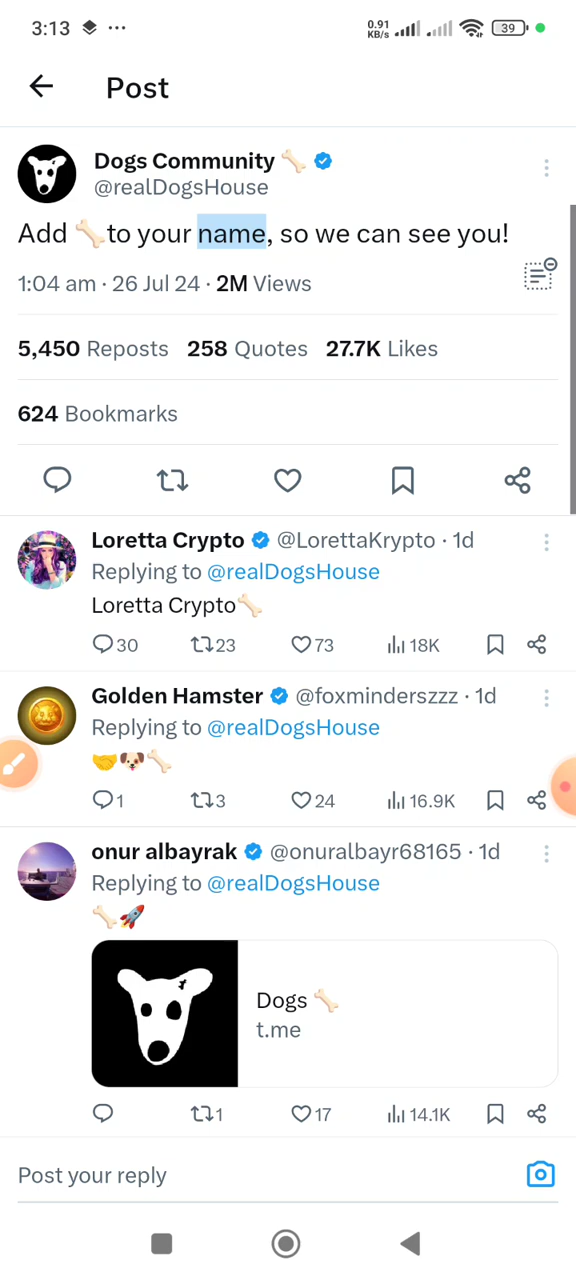 3:13 ... 0.91 KB/s 39
Post
Dogs Community 🦴
@realDogsHouse
Add 🦴to your name, so we can see you!
1:04 am · 26 Jul 24 · 2M Views
5,450 Reposts 258 Quotes 27.7K Likes
624 Bookmarks
Loretta Crypto @LorettaKrypto · 1d
Replying to @realDogsHouse
Loretta Crypto🦴
30 23 73 18K
Golden Hamster @foxminderszzz · 1d
Replying to @realDogsHouse
🤝🐶🦴
1 3 24 16.9K
onur albayrak @onuralbayr68165 · 1d
Replying to @realDogsHouse
🦴🚀
Dogs 🦴
t.me
1 17 14.1K
Post your reply